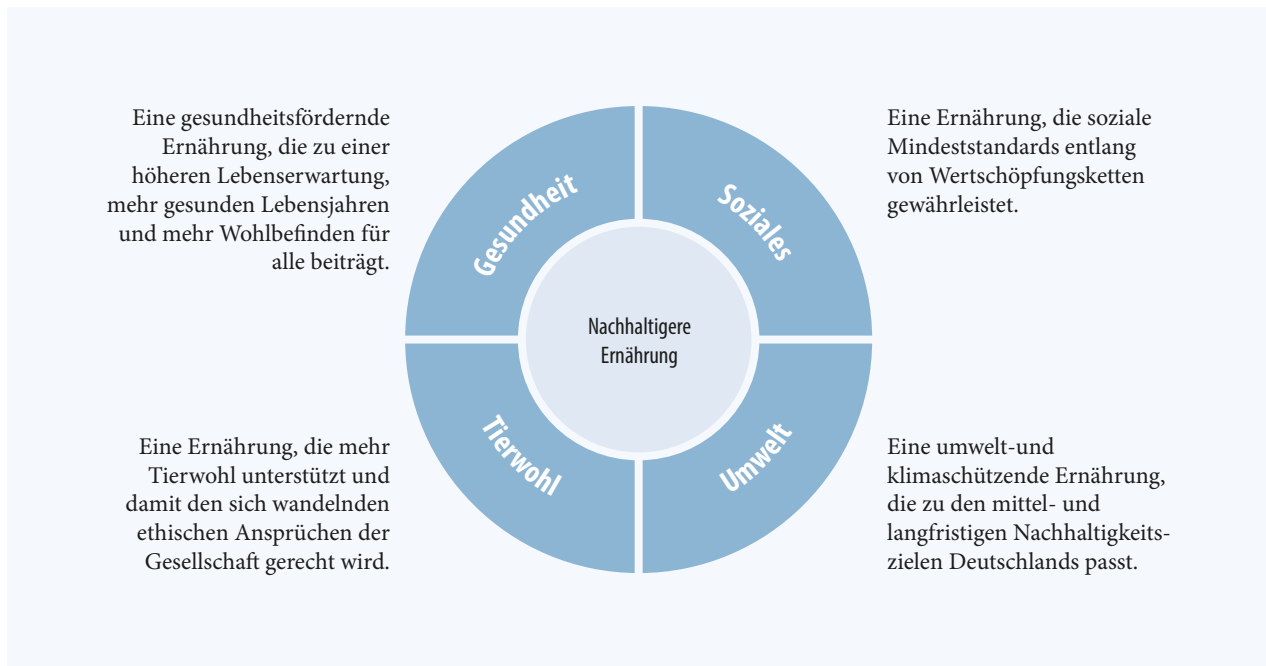 Eine gesundheitsfördernde
Ernährung, die zu einer
höheren Lebenserwartung,
mehr gesunden Lebensjahren
und mehr Wohlbefinden für
alle beiträgt.
Gesundheit
Soziales
Eine Ernährung, die soziale
Mindeststandards entlang
von Wertschöpfungsketten
gewährleistet.
Nachhaltigere
Ernährung
Eine Ernährung, die mehr
Tierwohl unterstützt und
damit den sich wandelnden
ethischen Ansprüchen der
Gesellschaft gerecht wird.
Tierwohl
Umwelt
Eine umwelt-und
klimaschützende Ernährung,
die zu den mittel- und
langfristigen Nachhaltigkeits-
zielen Deutschlands passt.